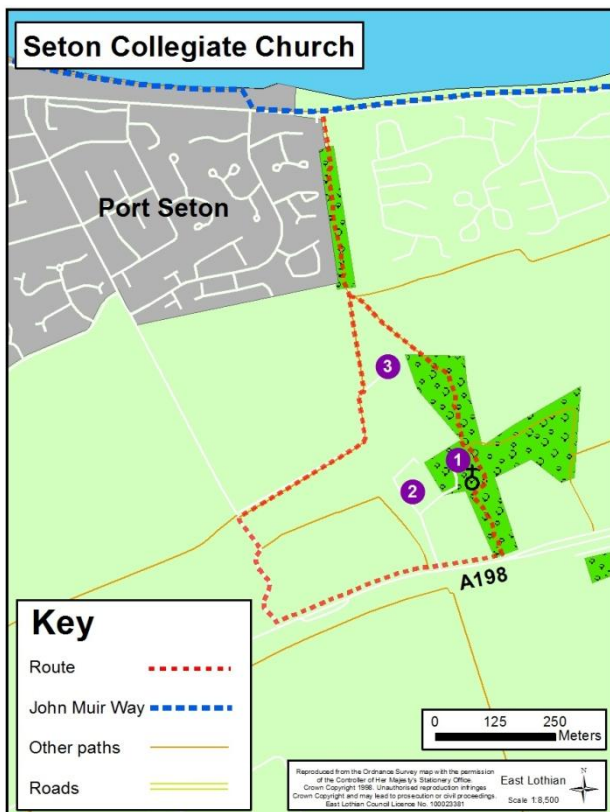 Seton Collegiate Church
Port Seton
3
1
2
A198
Key
Route
John Muir Way
Other paths
Roads
0 125 250
Meters
Reproduced from the Ordnance Survey map with the permission
of the Controller of Her Majesty's Stationery Office.
Crown Copyright 1998. Unauthorised reproduction infringes
Crown Copyright and may lead to prosecution or civil proceedings.
East Lothian Council Licence No. 100023381
East Lothian
Scale 1:8,500